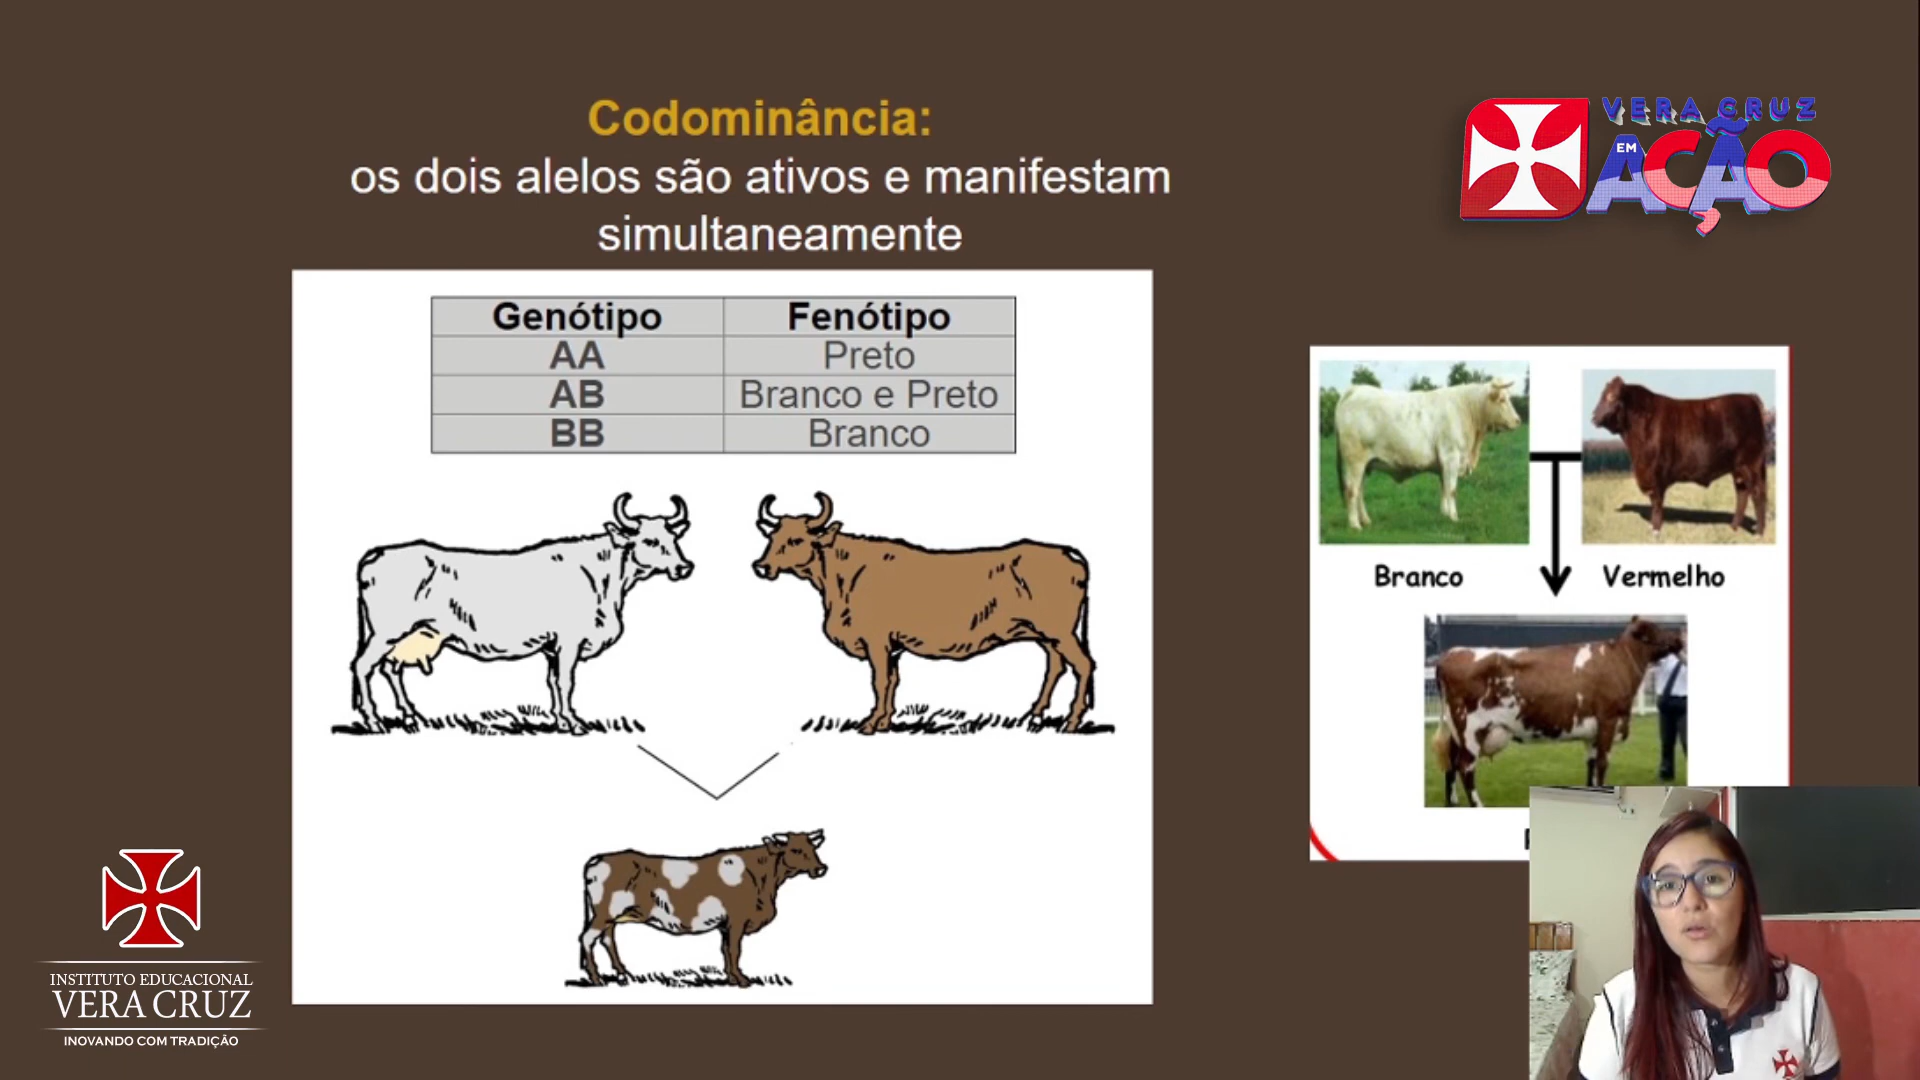 Codominância:
os dois alelos são ativos e manifestam
simultaneamente
VERA CRUZ
EM
AÇÃO
Genótipo Fenótipo
AA Preto
AB Branco e Preto
BB Branco
Branco Vermelho
INSTITUTO EDUCACIONAL
VERA CRUZ
INOVANDO COM TRADIÇÃO